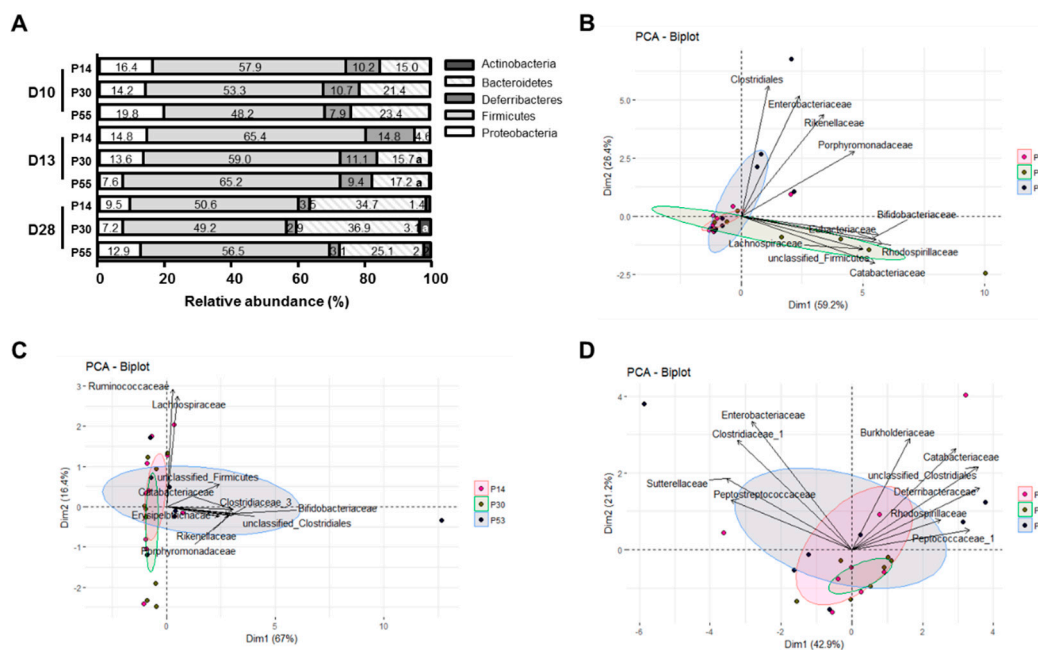 A
P14 16.4 57.9 10.2 15.0
D10 P30 14.2 53.3 10.7 21.4
P55 19.8 48.2 7.9 23.4
P14 14.8 65.4 14.8 4.6
D13 P30 13.6 59.0 11.1 15.7 a
P55 7.6 65.2 9.4 17.2 a
P14 9.5 50.6 3.5 34.7 1.4
D28 P30 7.2 49.2 2.9 36.9 3.1
P55 12.9 56.5 3.1 25.1 2
0 20 40 60 80 100
Relative abundance (%)
Actinobacteria
Bacteroidetes
Deferribacteres
Firmicutes
Proteobacteria
B
PCA - Biplot
Clostridiales
Enterobacteriaceae
Rikenellaceae
Porphyromonadaceae
Bifidobacteriaceae
Eubacteriaceae
Lachnospiraceae
Rhodospirillaceae
unclassified_Firmicutes
Catabacteriaceae
5.0
2.5
0.0
-2.5
Dim2 (26.4%)
0 5 10
Dim1 (59.2%)
P
P
P
C
PCA - Biplot
Ruminococcaceae
Lachnospiraceae
unclassified_Firmicutes
Catabacteriaceae
Clostridiaceae_3
Bifidobacteriaceae
unclassified_Clostridiales
Rikenellaceae
Porphyromonadaceae
3
2
1
0
-1
-2
Dim2 (16.4%)
0 5 10
Dim1 (67%)
P14
P30
P53
D
PCA - Biplot
Enterobacteriaceae
Clostridiaceae_1
Burkholderiaceae
Catabacteriaceae
unclassified_Clostridiales
Sutterellaceae
Deferribacteraceae
Peptostreptococcaceae
Rhodospirillaceae
Peptococcaceae_1
4
2
0
Dim2 (21.2%)
-6 -4 -2 0 2 4
Dim1 (42.9%)
P
P
P